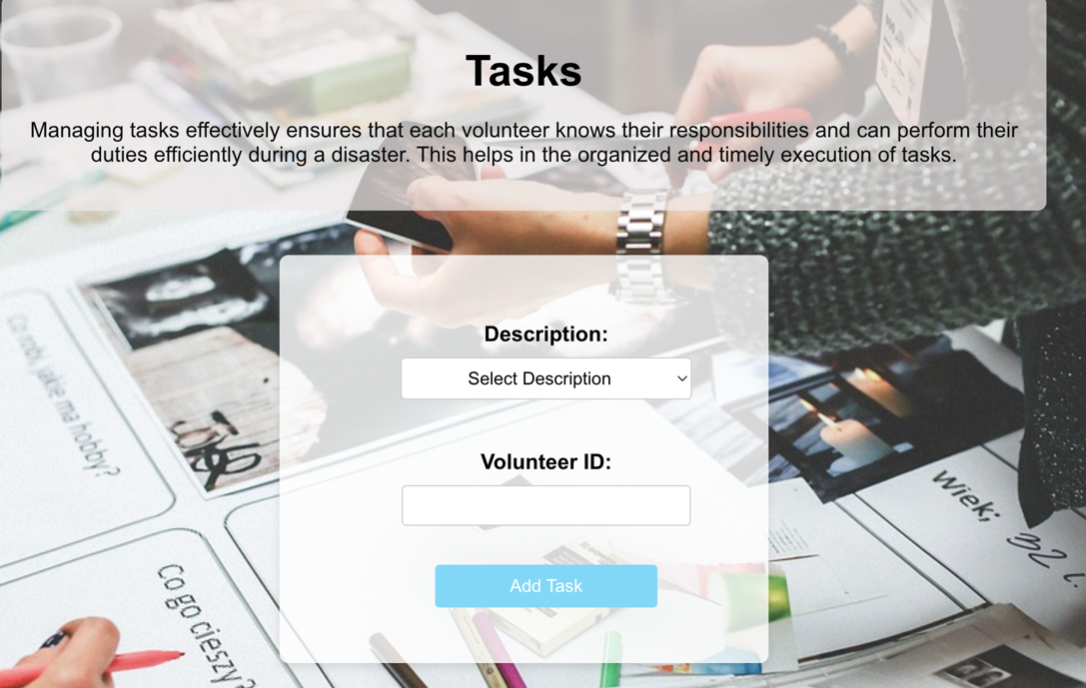 Tasks
Managing tasks effectively ensures that each volunteer knows their responsibilities and can perform their
duties efficiently during a disaster. This helps in the organized and timely execution of tasks.
Description:
Select Description
Volunteer ID:
Add Task
Co robi, jakie ma hobby?
Wiek;
32 l.
Co go cieszy?